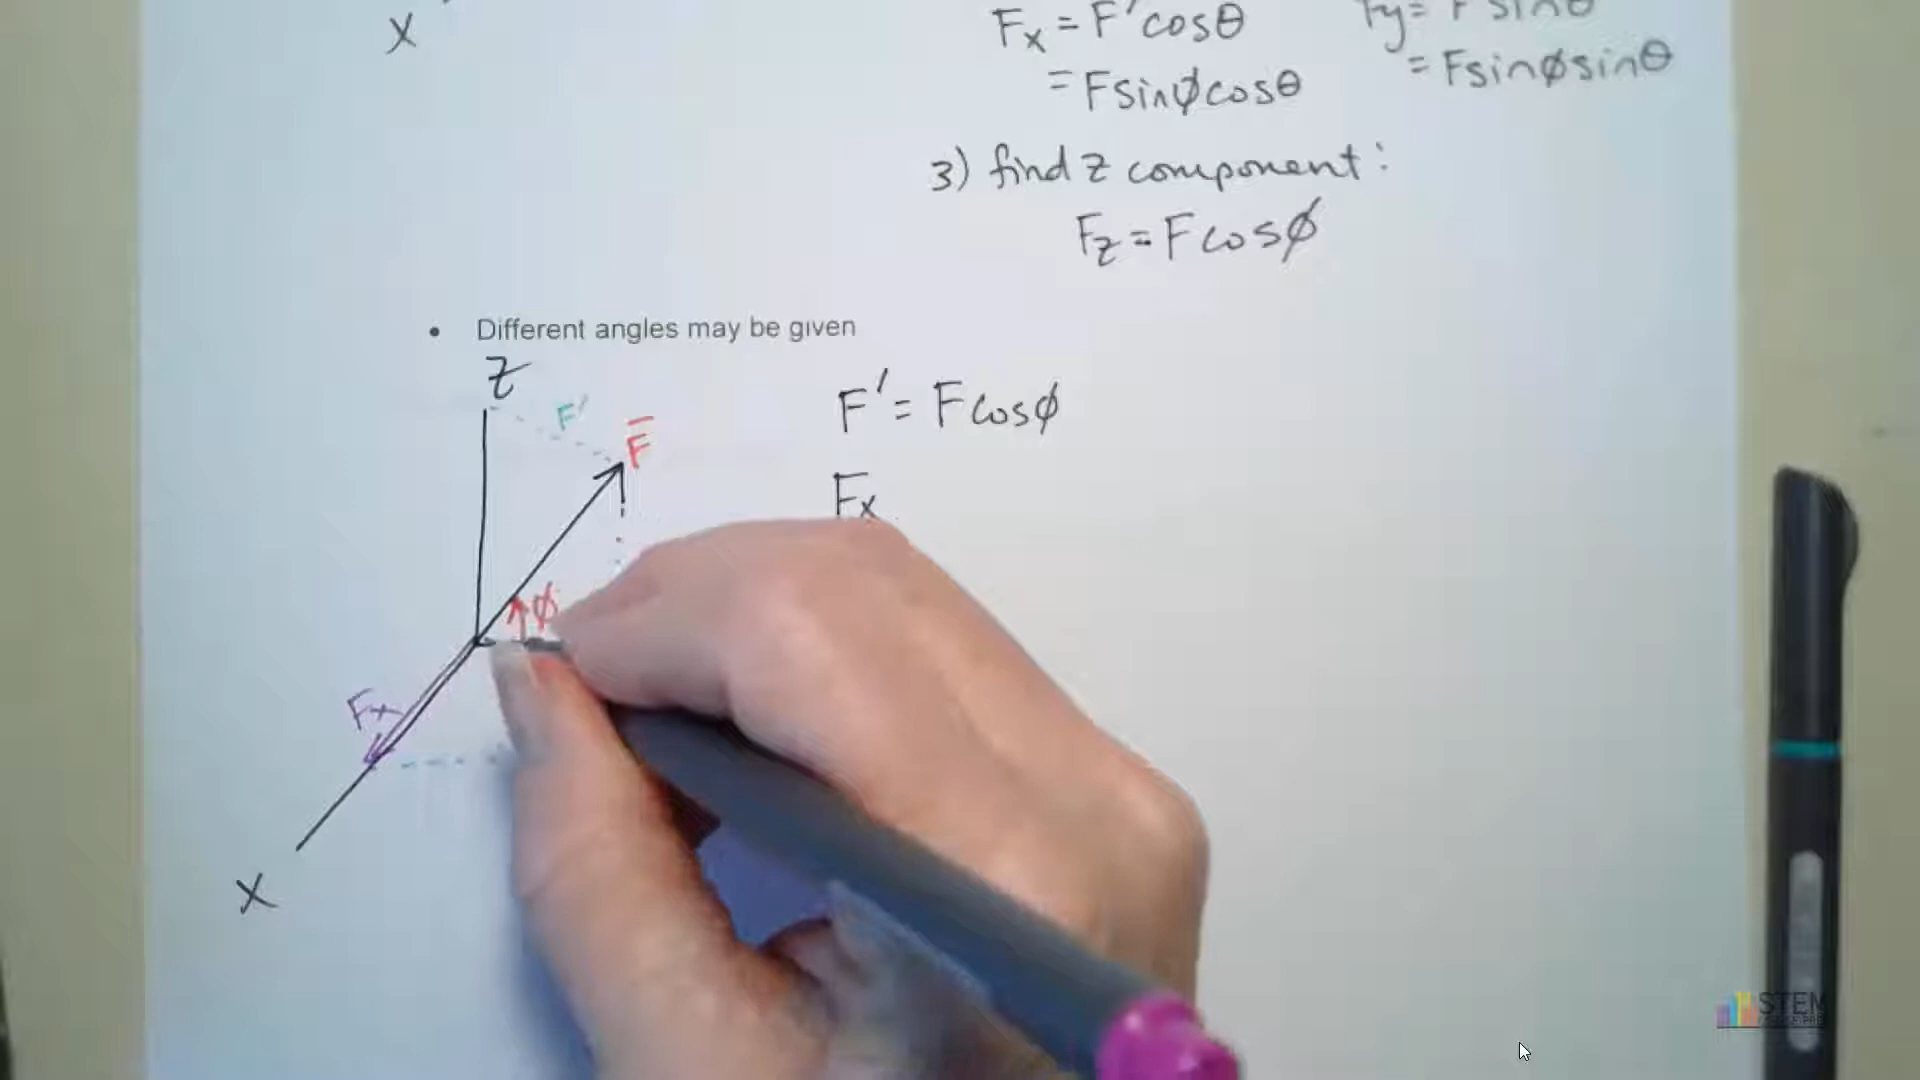 X
Fx = F'cosθ
= Fsinϕcosθ
Fy = F'sinθ
= Fsinϕsinθ
3) find z component:
Fz = Fcosϕ
• Different angles may be given
Z
F'
F
ϕ
Fx
X
F' = Fcosϕ
Fx
STEM